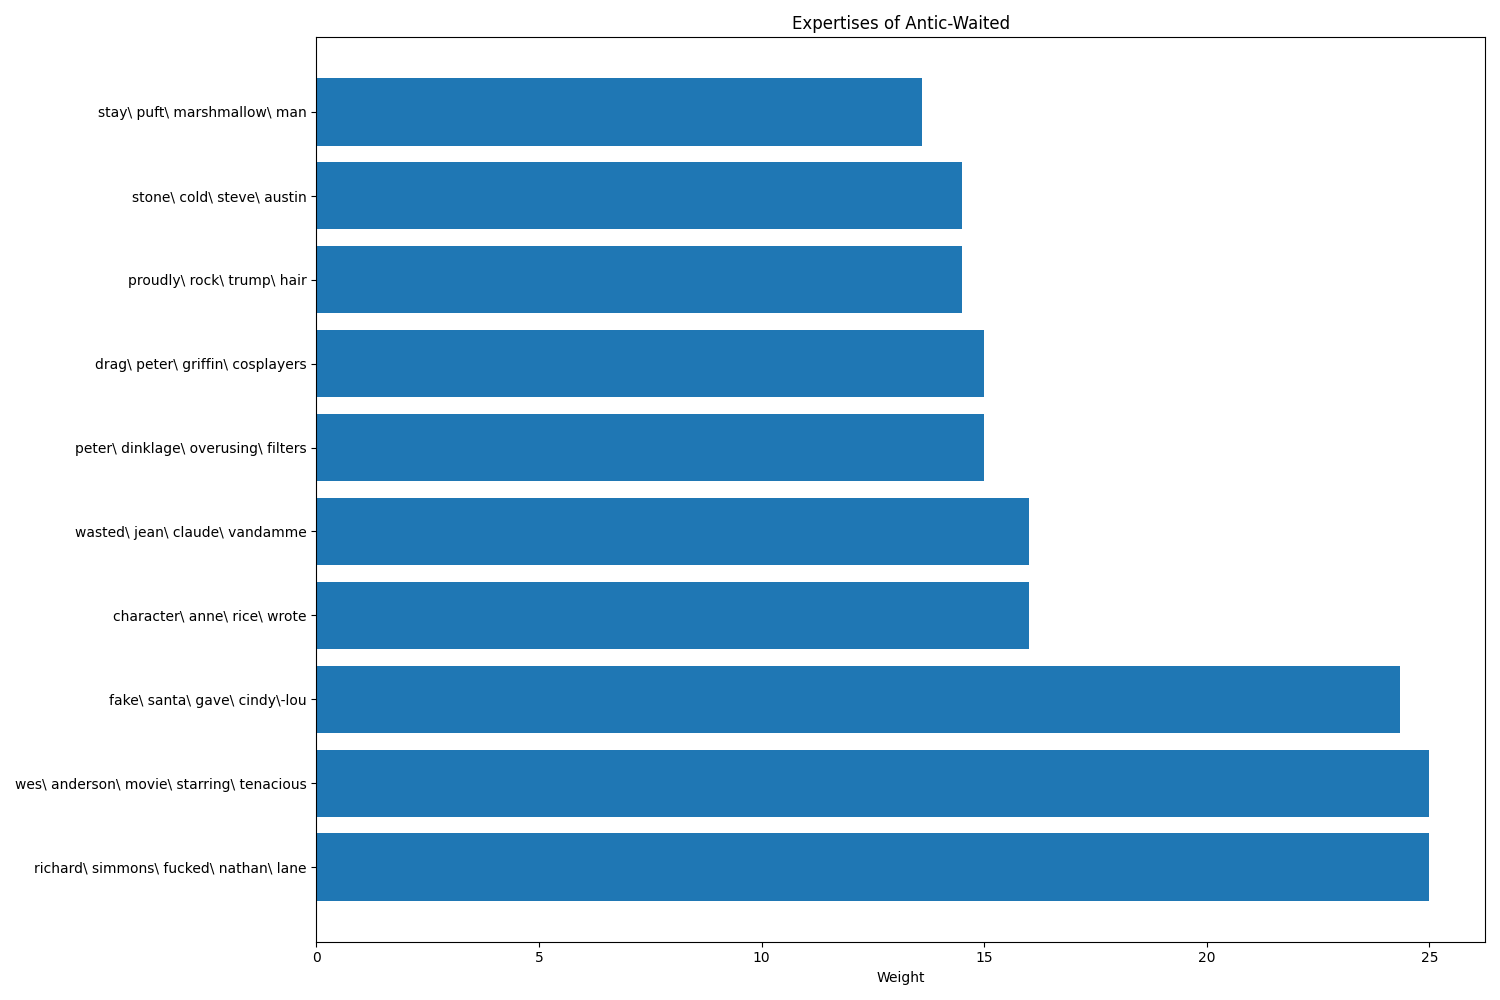 Expertises of Antic-Waited
stay\ puft\ marshmallow\ man
stone\ cold\ steve\ austin
proudly\ rock\ trump\ hair
drag\ peter\ griffin\ cosplayers
peter\ dinklage\ overusing\ filters
wasted\ jean\ claude\ vandamme
character\ anne\ rice\ wrote
fake\ santa\ gave\ cindy\-lou
wes\ anderson\ movie\ starring\ tenacious
richard\ simmons\ fucked\ nathan\ lane
0 5 10 15 20 25
Weight